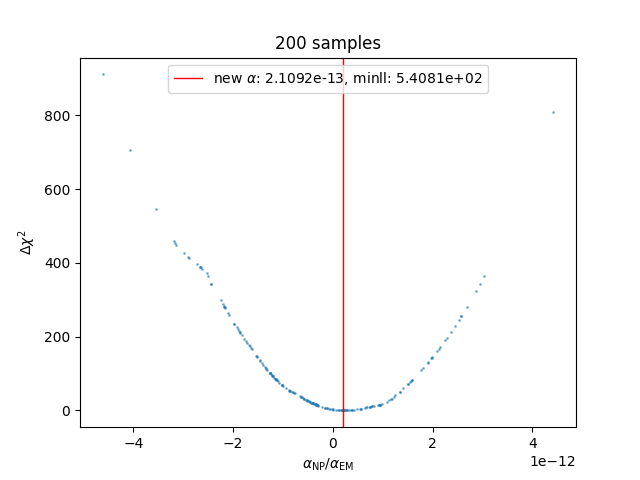 200 samples
new α: 2.1092e-13, minll: 5.4081e+02
Δχ²
800
600
400
200
0
−4
−2
0
2
4
1e−12
α_NP/α_EM